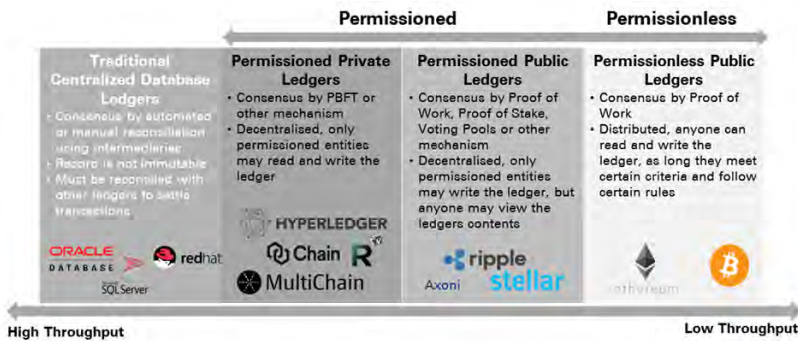 Permissioned
Permissionless
Traditional
Centralized Database
Ledgers
• Consensus by automated
or manual reconciliation
using intermedieries
• Record is not immutable
• Must be reconciled with
other ledgers to settle
transactions
ORACLE
DATABASE
redhat
SQL Server
Permissioned Private
Ledgers
• Consensus by PBFT or
other mechanism
• Decentralised, only
permissioned entities
may read and write the
ledger
HYPERLEDGER
Chain
R
MultiChain
Permissioned Public
Ledgers
• Consensus by Proof of
Work, Proof of Stake,
Voting Pools or other
mechanism
• Decentralised, only
permissioned entities
may write the ledger, but
anyone may view the
ledgers contents
ripple
Axoni
stellar
Permissionless Public
Ledgers
• Consensus by Proof of
Work
• Distributed, anyone can
read and write the
ledger, as long they meet
certain criteria and follow
certain rules
ethereum
High Throughput
Low Throughput